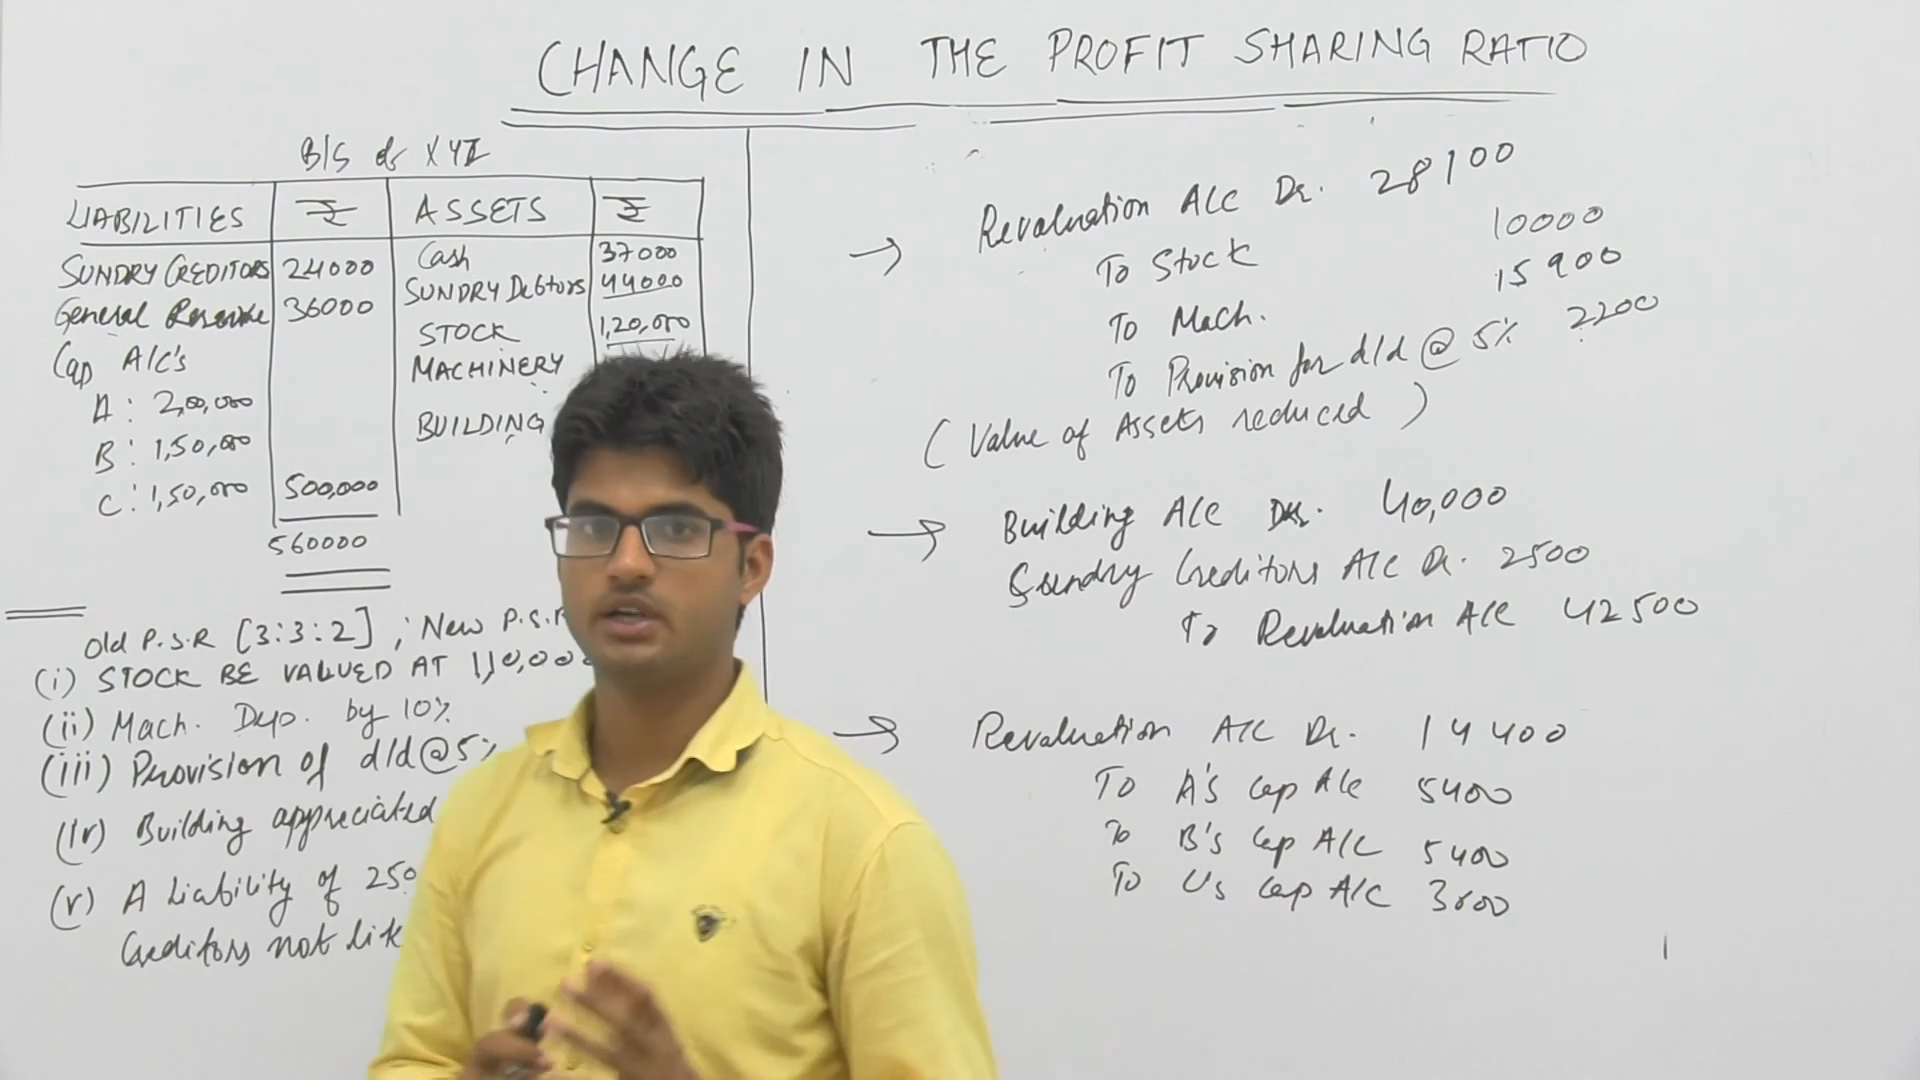 CHANGE IN THE PROFIT SHARING RATIO
B/S of XYZ
LIABILITIES ₹ ASSETS ₹
SUNDRY CREDITORS 24000 Cash 37000
General Reserve 36000 SUNDRY Debtors 44000
Cap A/C's STOCK 1,20,000
A : 2,00,000 MACHINERY
B : 1,50,000 BUILDING
C : 1,50,000 500,000
560000
Old P.S.R [3:3:2] ; New P.S.R
(i) STOCK BE VALUED AT 1,10,000
(ii) Mach. Dep. by 10%
(iii) Provision of d/d @ 5%
(iv) Building appreciated
(v) A Liability of 250
Creditors not lik
→ Revaluation A/C Dr. 28100
To Stock 10000
To Mach. 15900
To Provision for d/d @ 5% 2200
(Value of Assets reduced)
→ Building A/C Dr. 40,000
Sundry Creditors A/C Dr. 2500
To Revaluation A/C 42500
→ Revaluation A/C Dr. 14400
To A's Cap A/c 5400
To B's Cap A/C 5400
To C's Cap A/C 3600